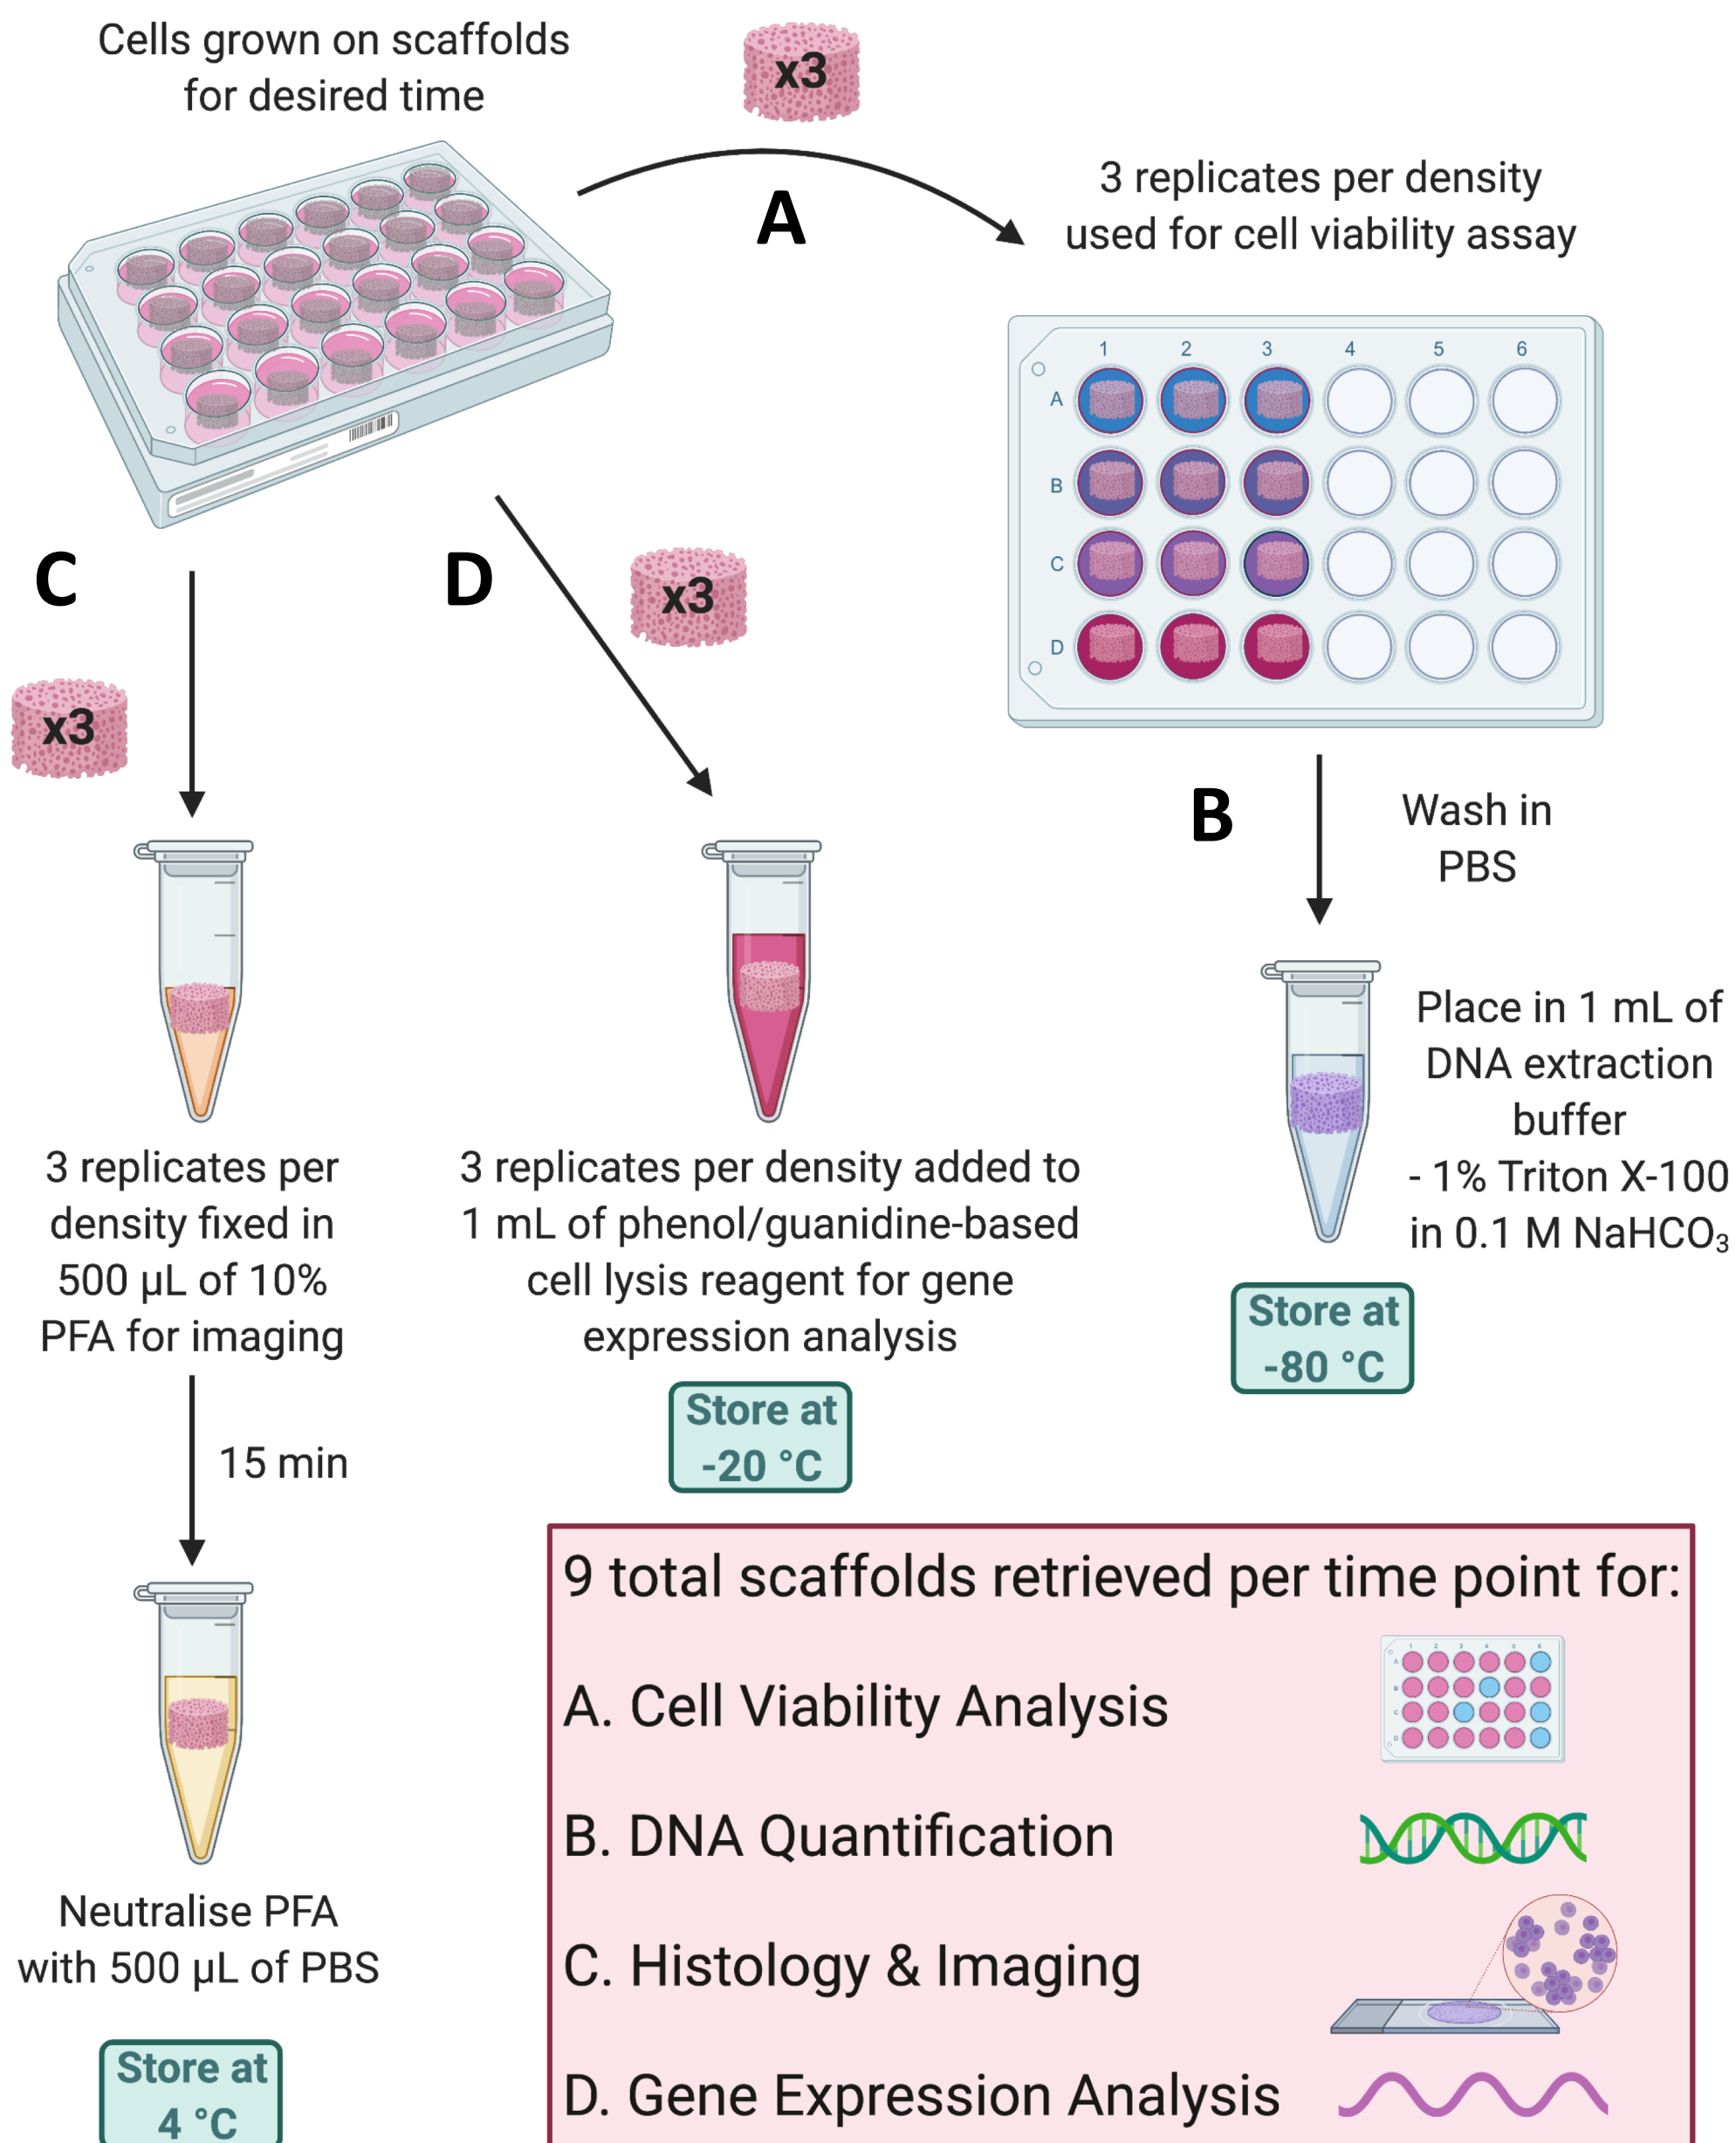 Cells grown on scaffolds
for desired time
x3
A
3 replicates per density
used for cell viability assay
1 2 3 4 5 6
A
B
C
D
C
D
x3
x3
B
Wash in
PBS
Place in 1 mL of
DNA extraction
buffer
- 1% Triton X-100
in 0.1 M NaHCO₃
Store at
-80 °C
3 replicates per
density fixed in
500 µL of 10%
PFA for imaging
3 replicates per density added to
1 mL of phenol/guanidine-based
cell lysis reagent for gene
expression analysis
Store at
-20 °C
15 min
Neutralise PFA
with 500 µL of PBS
Store at
4 °C
9 total scaffolds retrieved per time point for:
A. Cell Viability Analysis
B. DNA Quantification
C. Histology & Imaging
D. Gene Expression Analysis